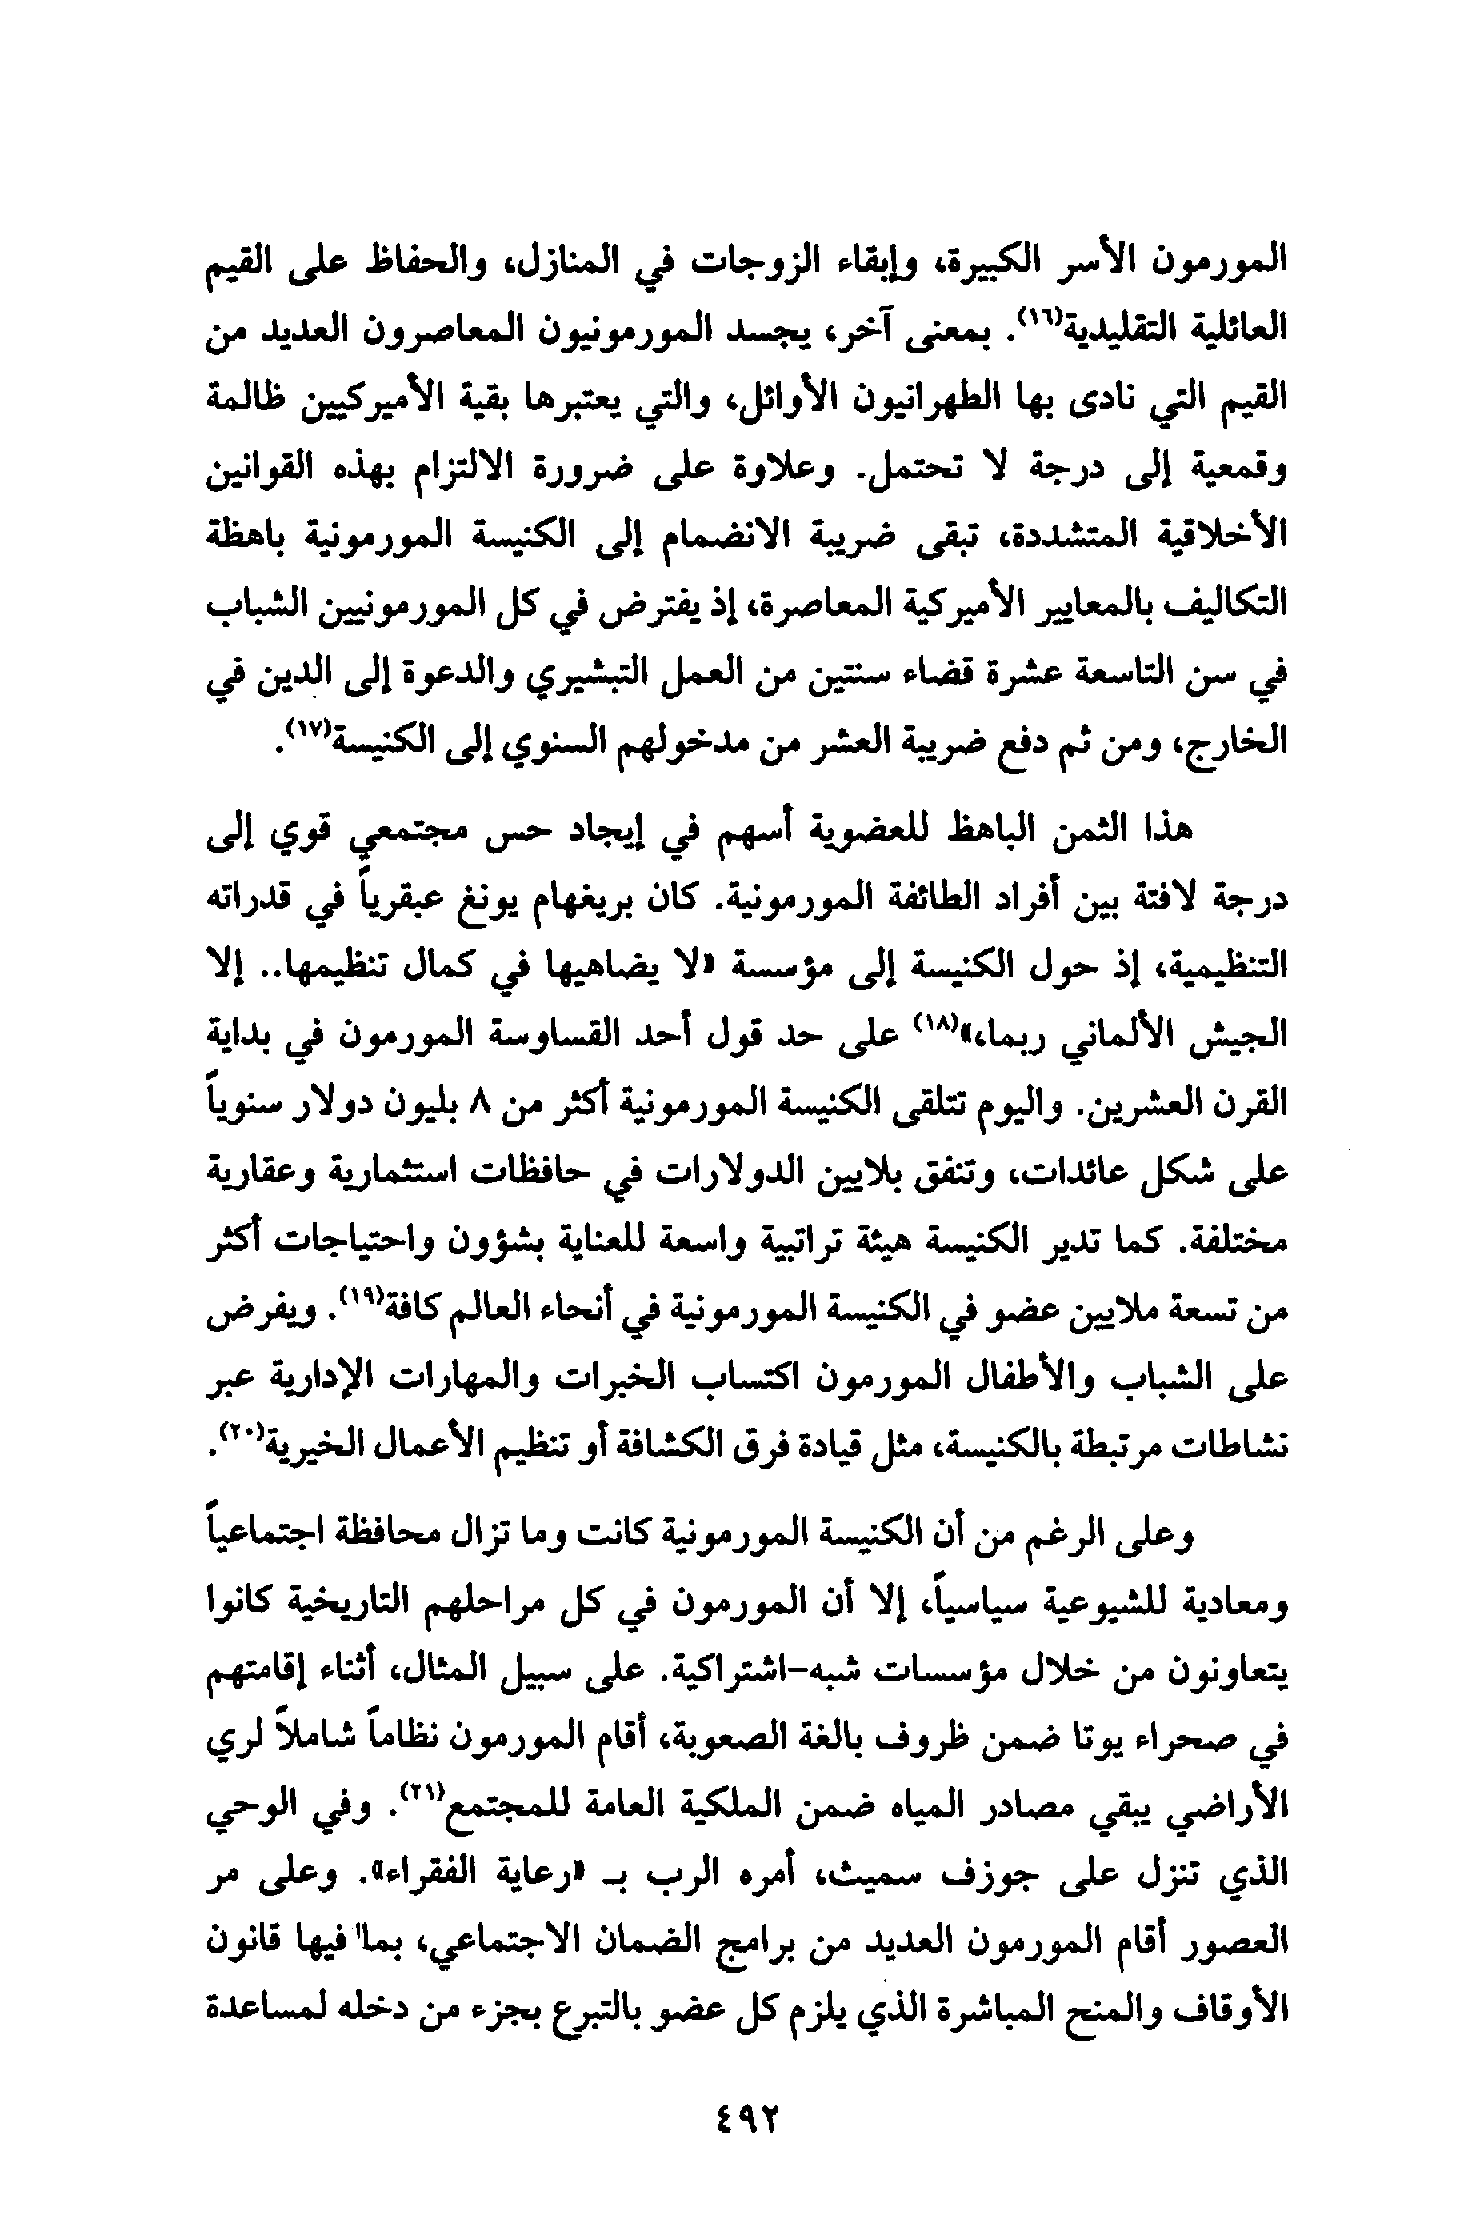 المورمون الأسر الكبيرة، وإبقاء الزوجات في المنازل، والحفاظ على القيم
العائلية التقليدية(١٦). بمعنى آخر، يجسد المورمونيون المعاصرون العديد من
القيم التي نادى بها الطهرانيون الأوائل، والتي يعتبرها بقية الأميركيين ظالمة
وقمعية إلى درجة لا تحتمل. وعلاوة على ضرورة الالتزام بهذه القوانين
الأخلاقية المتشددة، تبقى ضريبة الانضمام إلى الكنيسة المورمونية باهظة
التكاليف بالمعايير الأميركية المعاصرة، إذ يفترض في كل المورمونيين الشباب
في سن التاسعة عشرة قضاء سنتين من العمل التبشيري والدعوة إلى الدين في
الخارج، ومن ثم دفع ضريبة العشر من مدخولهم السنوي إلى الكنيسة(١٧).
هذا الثمن الباهظ للعضوية أسهم في إيجاد حس مجتمعي قوي إلى
درجة لافتة بين أفراد الطائفة المورمونية. كان بريغهام يونغ عبقرياً في قدراته
التنظيمية، إذ حول الكنيسة إلى مؤسسة «لا يضاهيها في كمال تنظيمها.. إلا
الجيش الألماني ربما،»(١٨) على حد قول أحد القساوسة المورمون في بداية
القرن العشرين. واليوم تتلقى الكنيسة المورمونية أكثر من ٨ بليون دولار سنوياً
على شكل عائدات، وتنفق بلايين الدولارات في حافظات استثمارية وعقارية
مختلفة. كما تدير الكنيسة هيئة تراتبية واسعة للعناية بشؤون واحتياجات أكثر
من تسعة ملايين عضو في الكنيسة المورمونية في أنحاء العالم كافة(١٩). ويفرض
على الشباب والأطفال المورمون اكتساب الخبرات والمهارات الإدارية عبر
نشاطات مرتبطة بالكنيسة، مثل قيادة فرق الكشافة أو تنظيم الأعمال الخيرية(٢٠).
وعلى الرغم من أن الكنيسة المورمونية كانت وما تزال محافظة اجتماعياً
ومعادية للشيوعية سياسياً، إلا أن المورمون في كل مراحلهم التاريخية كانوا
يتعاونون من خلال مؤسسات شبه-اشتراكية. على سبيل المثال، أثناء إقامتهم
في صحراء يوتا ضمن ظروف بالغة الصعوبة، أقام المورمون نظاماً شاملاً لري
الأراضي يبقي مصادر المياه ضمن الملكية العامة للمجتمع(٢١). وفي الوحي
الذي تنزل على جوزف سميث، أمره الرب بـ «رعاية الفقراء». وعلى مر
العصور أقام المورمون العديد من برامج الضمان الاجتماعي، بما فيها قانون
الأوقاف والمنح المباشرة الذي يلزم كل عضو بالتبرع بجزء من دخله لمساعدة
٤٩٢